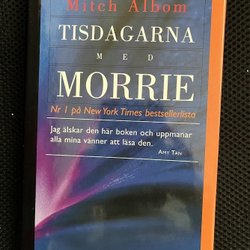 Mitch Albom
TISDAGARNA
MED
MORRIE
Nr 1 på New York Times bestsellerlista
Jag älskar den här boken och uppmanar
alla mina vänner att läsa den.
AMY TAN